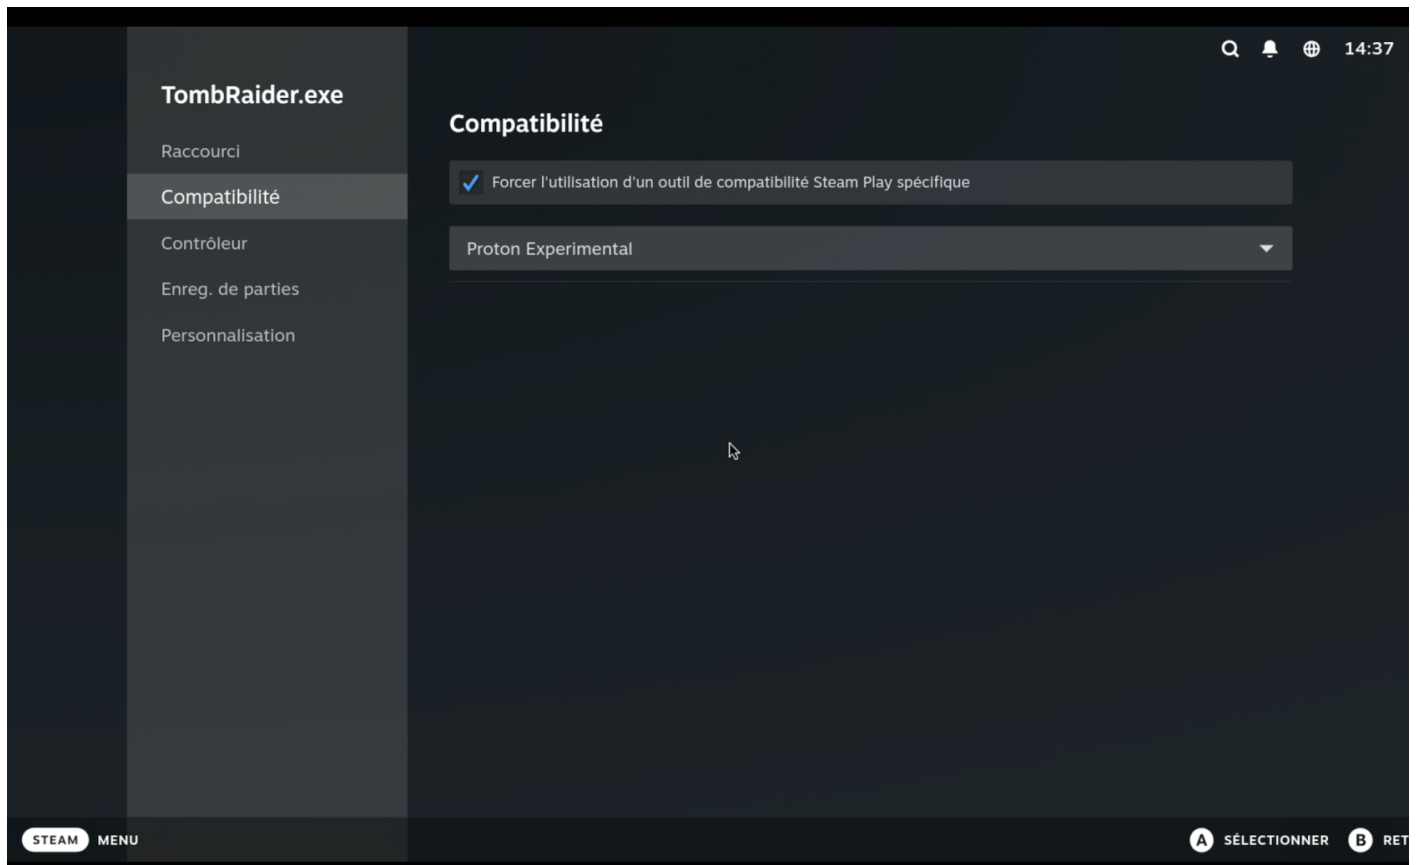 14:37
TombRaider.exe
Raccourci
Compatibilité
Contrôleur
Enreg. de parties
Personnalisation
Compatibilité
Forcer l'utilisation d'un outil de compatibilité Steam Play spécifique
Proton Experimental
STEAM MENU
A SÉLECTIONNER B RET